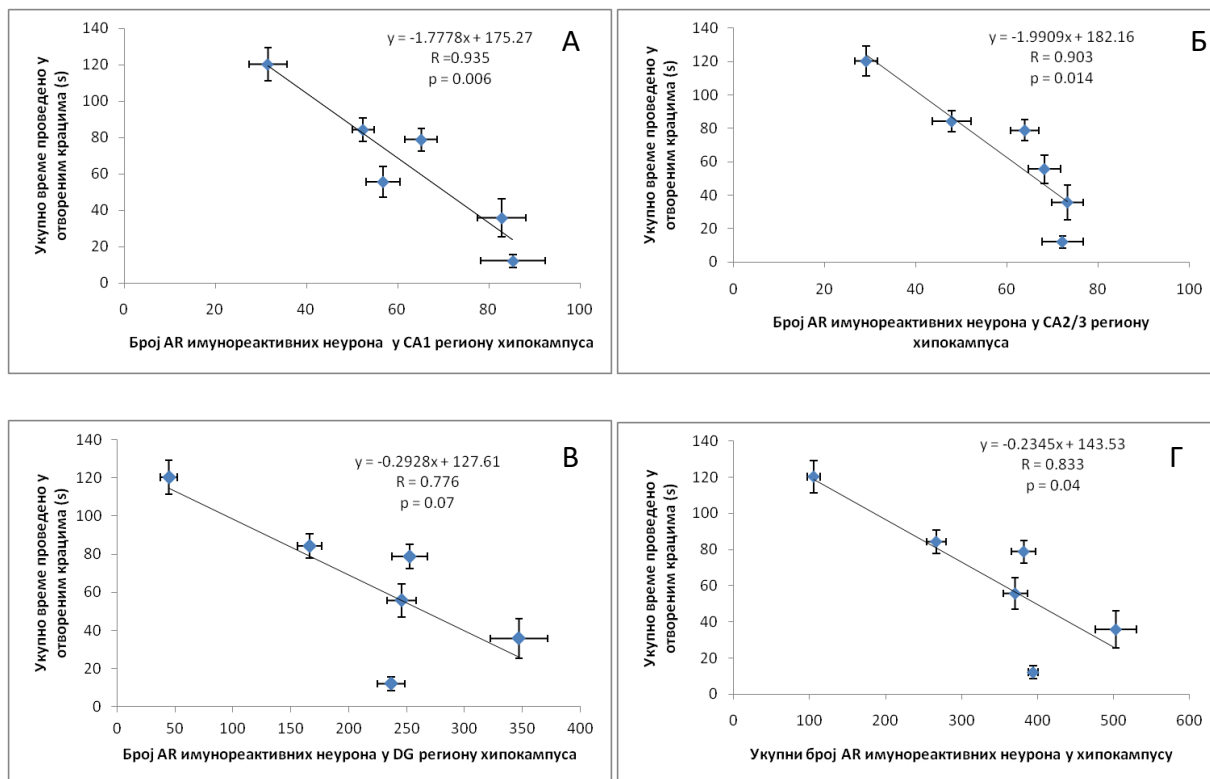 y = -1.7778x + 175.27
R =0.935
p = 0.006
А
Укупно време проведено у
отвореним крацима (s)
140
120
100
80
60
40
20
0
0 20 40 60 80 100
Број AR имунореактивних неурона у CA1 региону хипокампуса
y = -1.9909x + 182.16
R = 0.903
p = 0.014
Б
Укупно време проведено у
отвореним крацима (s)
140
120
100
80
60
40
20
0
0 20 40 60 80 100
Број AR имунореактивних неурона у CA2/3 региону
хипокампуса
y = -0.2928x + 127.61
R = 0.776
p = 0.07
В
Укупно време проведено у
отвореним крацима (s)
140
120
100
80
60
40
20
0
0 50 100 150 200 250 300 350 400
Број AR имунореактивних неурона у DG региону хипокампуса
y = -0.2345x + 143.53
R = 0.833
p = 0.04
Г
Укупно време проведено у
отвореним крацима (s)
140
120
100
80
60
40
20
0
0 100 200 300 400 500 600
Укупни број AR имунореактивних неурона у хипокампусу